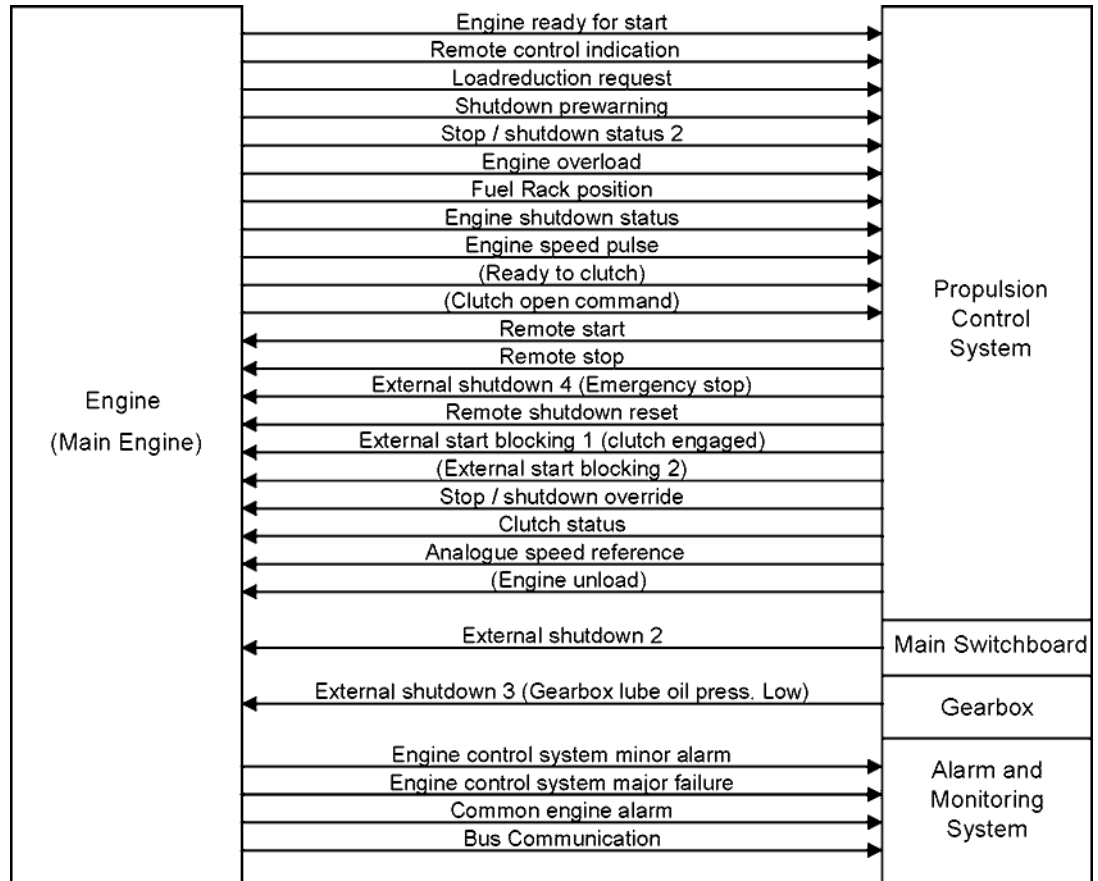 Engine ready for start
Remote control indication
Loadreduction request
Shutdown prewarning
Stop / shutdown status 2
Engine overload
Fuel Rack position
Engine shutdown status
Engine speed pulse
(Ready to clutch)
(Clutch open command)
Remote start
Remote stop
External shutdown 4 (Emergency stop)
Remote shutdown reset
External start blocking 1 (clutch engaged)
(External start blocking 2)
Stop / shutdown override
Clutch status
Analogue speed reference
(Engine unload)
External shutdown 2
External shutdown 3 (Gearbox lube oil press. Low)
Engine control system minor alarm
Engine control system major failure
Common engine alarm
Bus Communication
Engine
(Main Engine)
Propulsion
Control
System
Main Switchboard
Gearbox
Alarm and
Monitoring
System